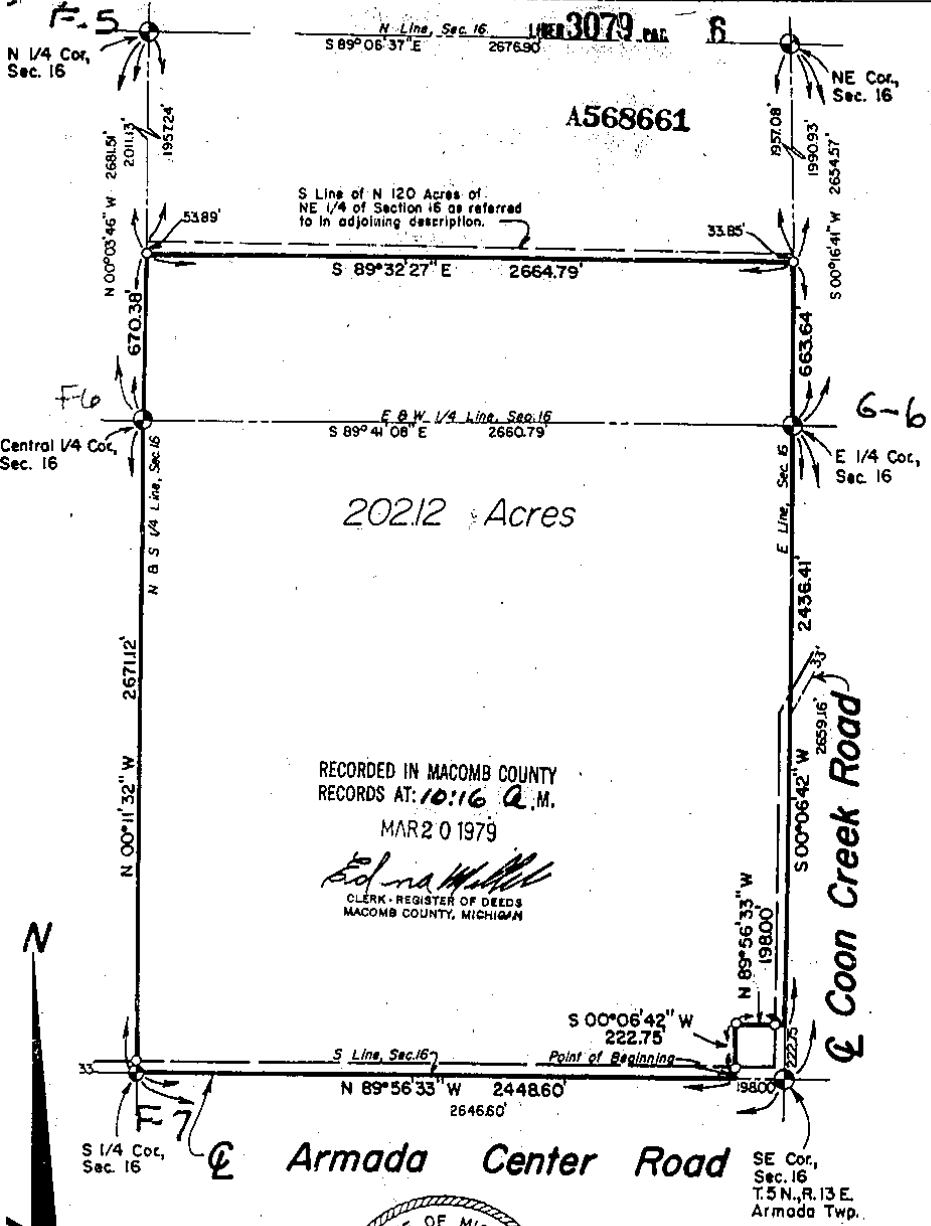 F-5
N Line, Sec. 16
LIBER 3079 PAGE 6
N 1/4 Cor.,
Sec. 16
S 89°06'37"E 2676.90'
NE Cor.,
Sec. 16
A568661
N 00°03'46" W 2681.51'
2011.13'
1957.24'
1957.08'
1990.93'
S 00°16'41" W 2654.57'
S Line of N 120 Acres of
NE 1/4 of Section 16 as referred
to in adjoining description.
53.89'
33.85'
S 89°32'27" E 2664.79'
670.38'
663.64'
F-6
E & W 1/4 Line, Sec. 16
S 89°41'08" E 2660.79'
6-6
Central 1/4 Cor.,
Sec. 16
E 1/4 Cor.,
Sec. 16
N & S 1/4 Line, Sec. 16
E Line, Sec. 16
202.12 Acres
2436.41'
N 00°11'32" W 2671.12'
33'
S 00°06'42" W 2659.16'
℄ Coon Creek Road
RECORDED IN MACOMB COUNTY
RECORDS AT: 10:16 A.M.
MAR 20 1979
CLERK - REGISTER OF DEEDS
MACOMB COUNTY, MICHIGAN
N
N 89°56'33" W
198.00'
S 00°06'42" W
222.75'
222.75
S Line, Sec. 16
Point of Beginning
33
N 89°56'33" W 2448.60'
198.00'
2646.60'
F-7
S 1/4 Cor.,
Sec. 16
℄ Armada Center Road
SE Cor.,
Sec. 16
T.5 N., R.13 E.
Armada Twp.
OF MI